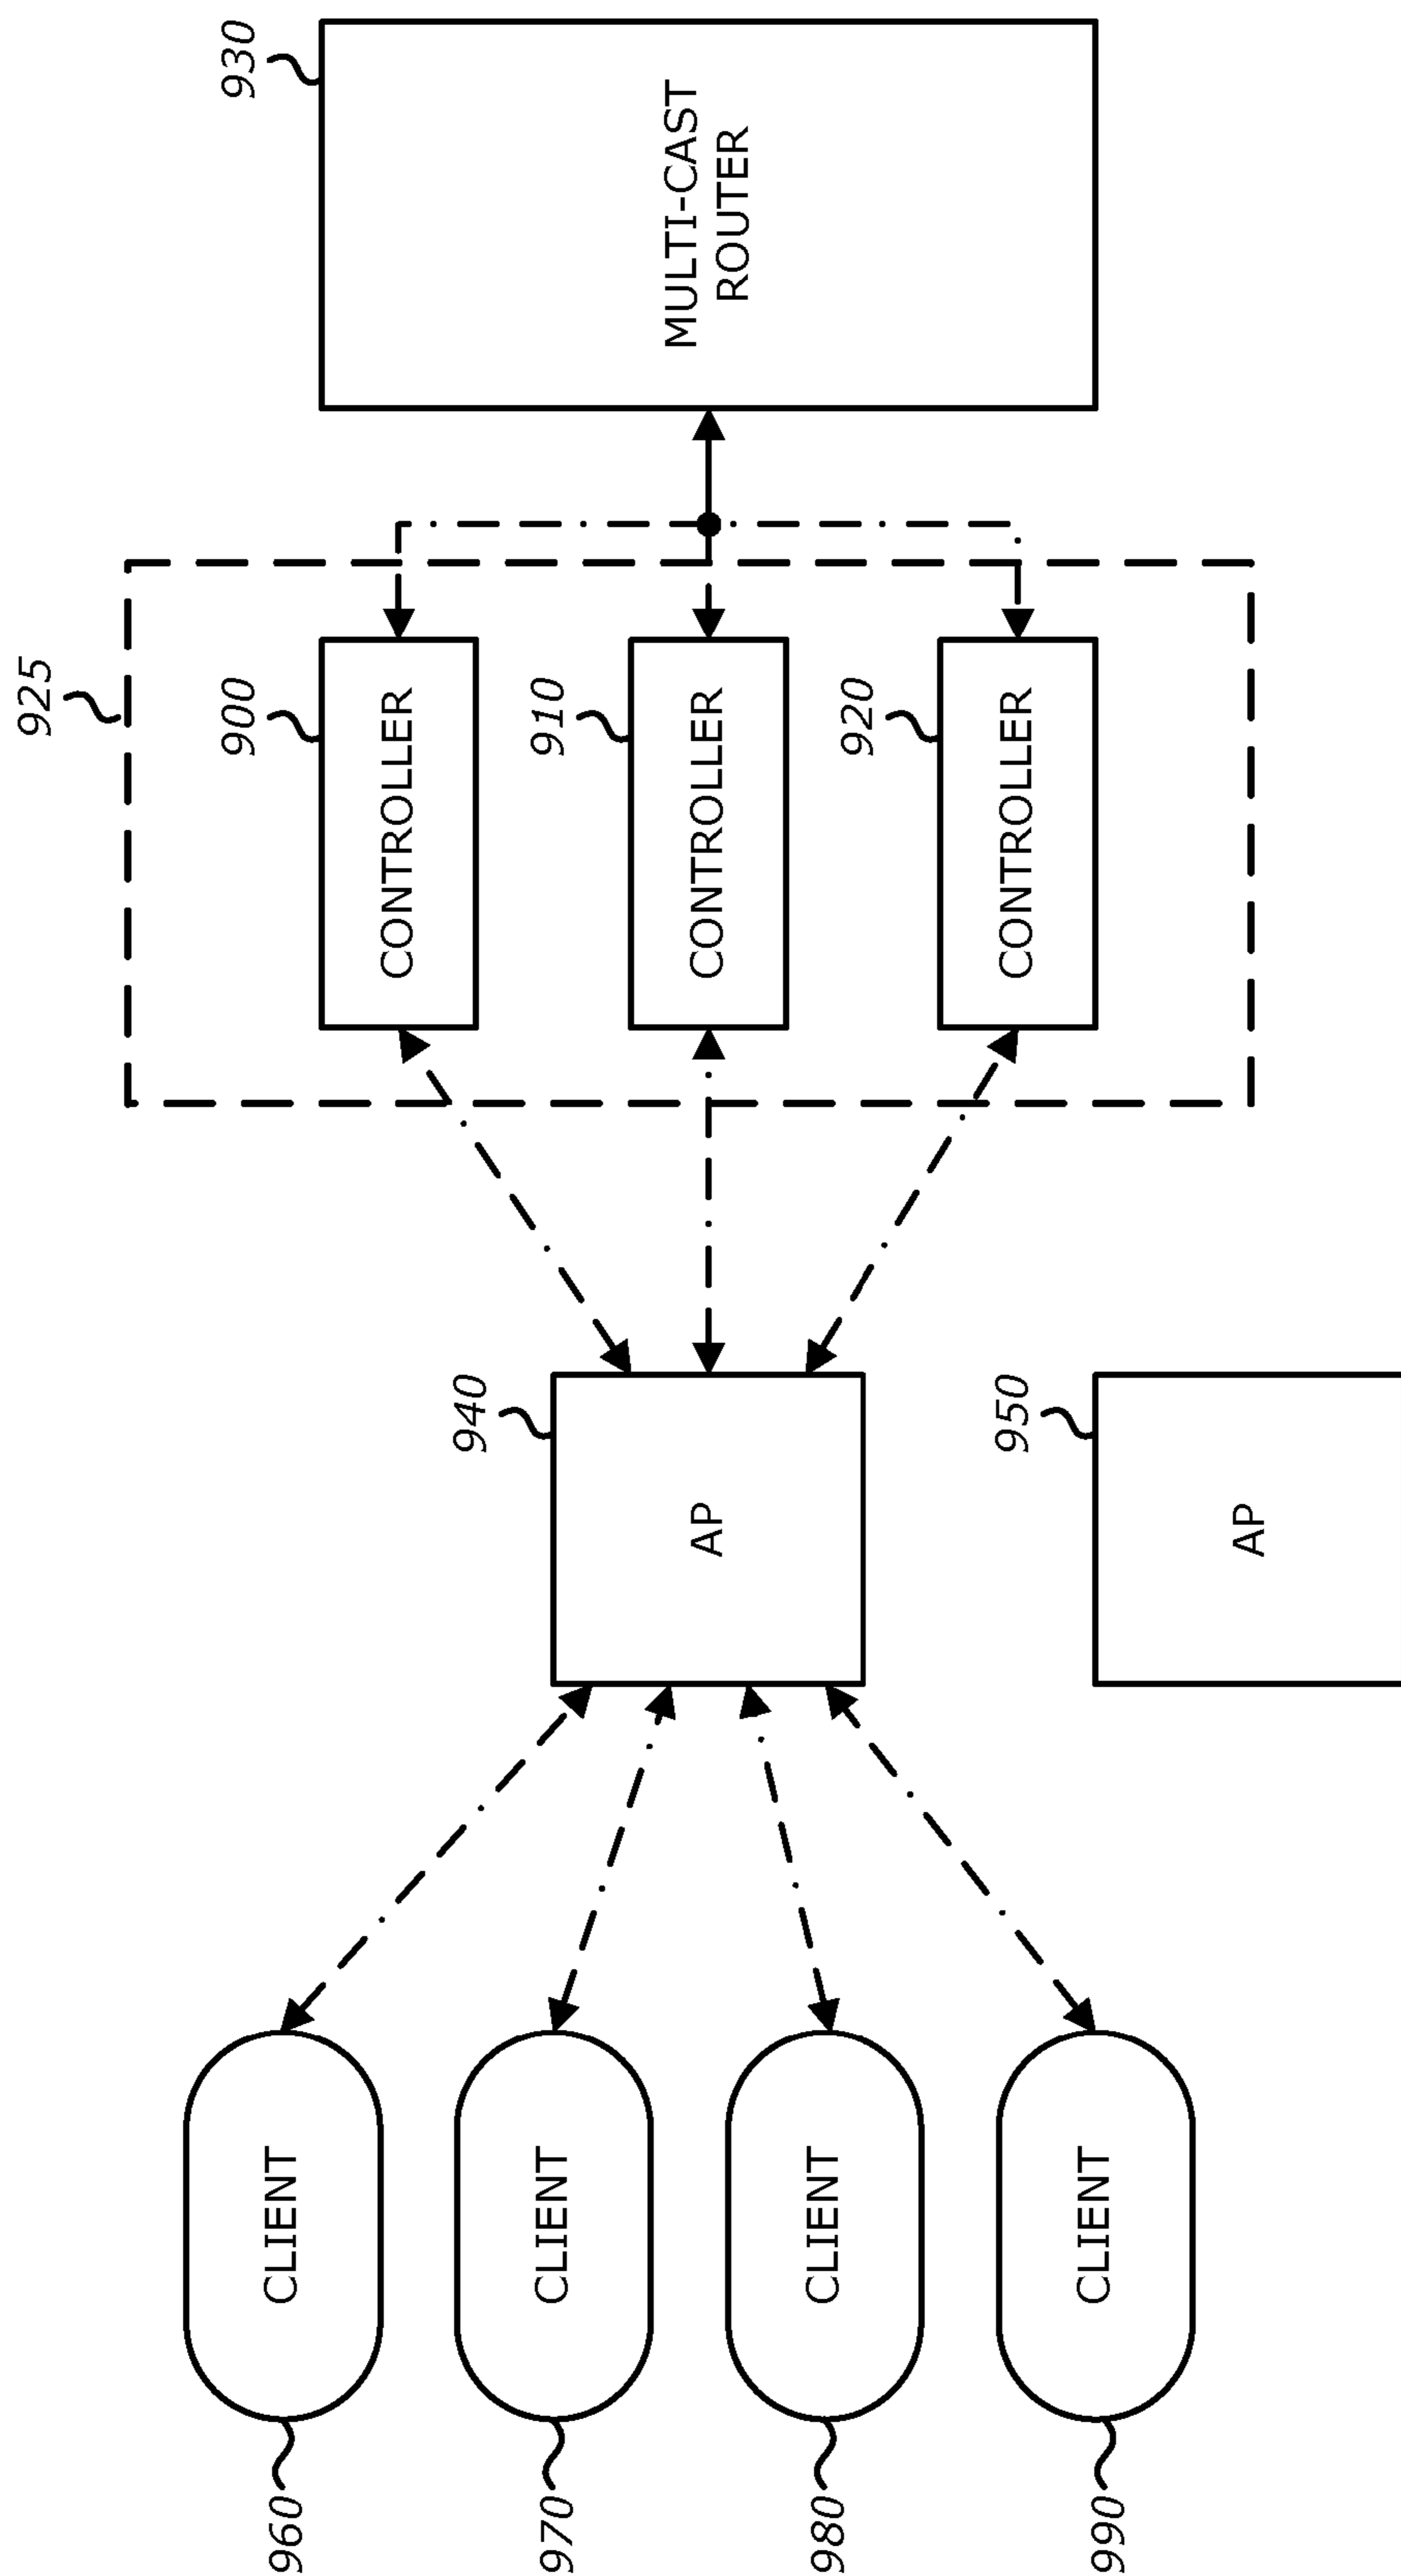 960
CLIENT
970
CLIENT
980
CLIENT
990
CLIENT
940
AP
950
AP
925
900
CONTROLLER
910
CONTROLLER
920
CONTROLLER
930
MULTI-CAST
ROUTER